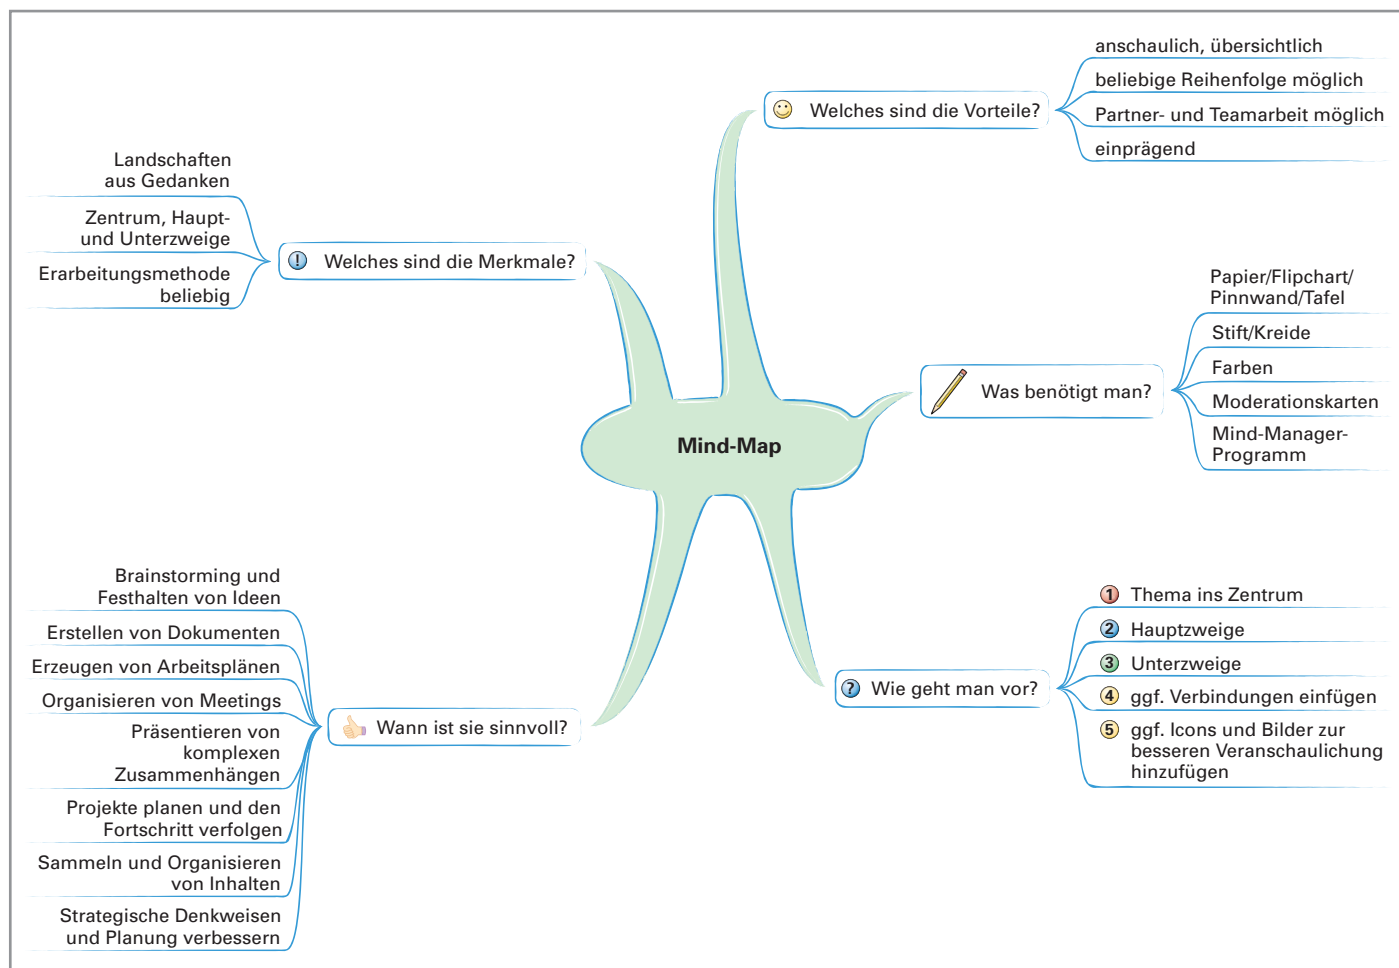 Mind-Map
Welches sind die Merkmale?
Landschaften
aus Gedanken
Zentrum, Haupt-
und Unterzweige
Erarbeitungsmethode
beliebig
Welches sind die Vorteile?
anschaulich, übersichtlich
beliebige Reihenfolge möglich
Partner- und Teamarbeit möglich
einprägend
Was benötigt man?
Papier/Flipchart/
Pinnwand/Tafel
Stift/Kreide
Farben
Moderationskarten
Mind-Manager-
Programm
Wie geht man vor?
1 Thema ins Zentrum
2 Hauptzweige
3 Unterzweige
4 ggf. Verbindungen einfügen
5 ggf. Icons und Bilder zur
besseren Veranschaulichung
hinzufügen
Wann ist sie sinnvoll?
Brainstorming und
Festhalten von Ideen
Erstellen von Dokumenten
Erzeugen von Arbeitsplänen
Organisieren von Meetings
Präsentieren von
komplexen
Zusammenhängen
Projekte planen und den
Fortschritt verfolgen
Sammeln und Organisieren
von Inhalten
Strategische Denkweisen
und Planung verbessern